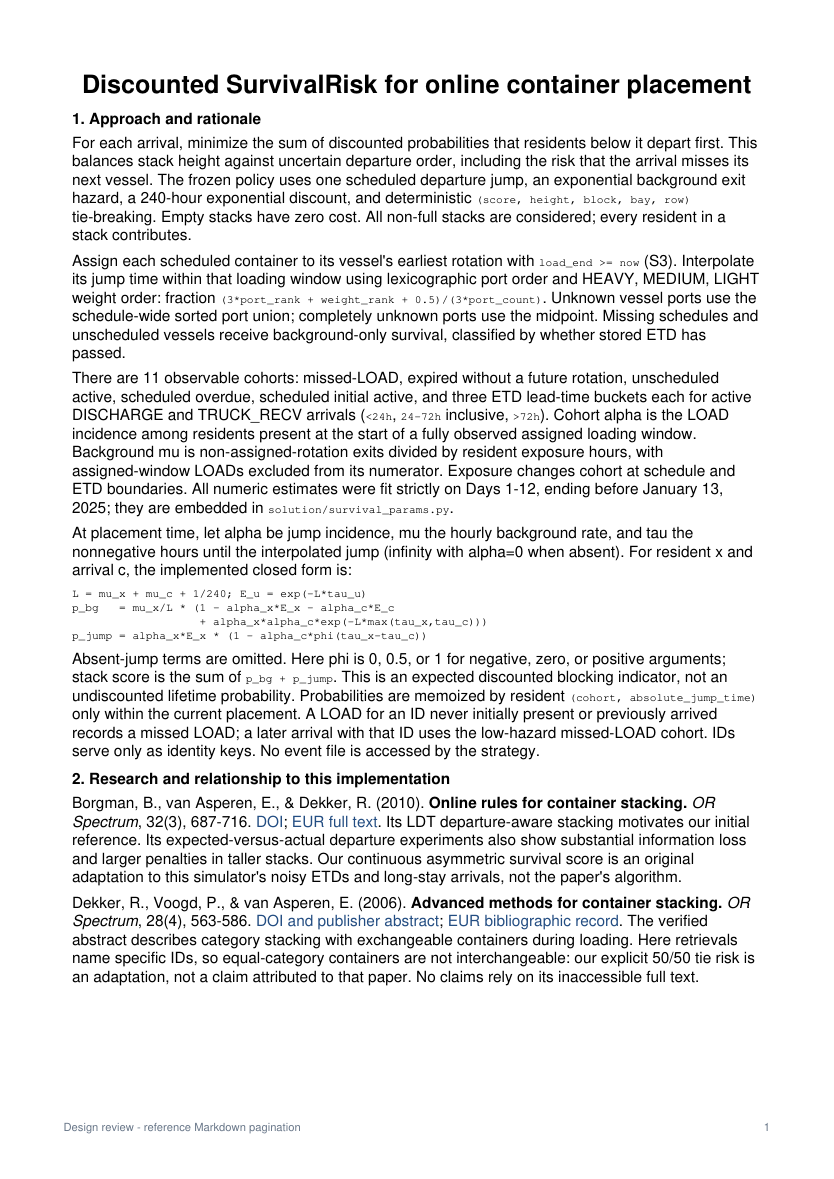 Discounted SurvivalRisk for online container placement
1. Approach and rationale
For each arrival, minimize the sum of discounted probabilities that residents below it depart first. This
balances stack height against uncertain departure order, including the risk that the arrival misses its
next vessel. The frozen policy uses one scheduled departure jump, an exponential background exit
hazard, a 240-hour exponential discount, and deterministic (score, height, block, bay, row)
tie-breaking. Empty stacks have zero cost. All non-full stacks are considered; every resident in a
stack contributes.
Assign each scheduled container to its vessel's earliest rotation with load_end >= now (S3). Interpolate
its jump time within that loading window using lexicographic port order and HEAVY, MEDIUM, LIGHT
weight order: fraction (3*port_rank + weight_rank + 0.5)/(3*port_count). Unknown vessel ports use the
schedule-wide sorted port union; completely unknown ports use the midpoint. Missing schedules and
unscheduled vessels receive background-only survival, classified by whether stored ETD has
passed.
There are 11 observable cohorts: missed-LOAD, expired without a future rotation, unscheduled
active, scheduled overdue, scheduled initial active, and three ETD lead-time buckets each for active
DISCHARGE and TRUCK_RECV arrivals (<24h, 24-72h inclusive, >72h). Cohort alpha is the LOAD
incidence among residents present at the start of a fully observed assigned loading window.
Background mu is non-assigned-rotation exits divided by resident exposure hours, with
assigned-window LOADs excluded from its numerator. Exposure changes cohort at schedule and
ETD boundaries. All numeric estimates were fit strictly on Days 1-12, ending before January 13,
2025; they are embedded in solution/survival_params.py.
At placement time, let alpha be jump incidence, mu the hourly background rate, and tau the
nonnegative hours until the interpolated jump (infinity with alpha=0 when absent). For resident x and
arrival c, the implemented closed form is:
L = mu_x + mu_c + 1/240; E_u = exp(-L*tau_u)
p_bg = mu_x/L * (1 - alpha_x*E_x - alpha_c*E_c
+ alpha_x*alpha_c*exp(-L*max(tau_x,tau_c)))
p_jump = alpha_x*E_x * (1 - alpha_c*phi(tau_x-tau_c))
Absent-jump terms are omitted. Here phi is 0, 0.5, or 1 for negative, zero, or positive arguments;
stack score is the sum of p_bg + p_jump. This is an expected discounted blocking indicator, not an
undiscounted lifetime probability. Probabilities are memoized by resident (cohort, absolute_jump_time)
only within the current placement. A LOAD for an ID never initially present or previously arrived
records a missed LOAD; a later arrival with that ID uses the low-hazard missed-LOAD cohort. IDs
serve only as identity keys. No event file is accessed by the strategy.
2. Research and relationship to this implementation
Borgman, B., van Asperen, E., & Dekker, R. (2010). Online rules for container stacking. OR
Spectrum, 32(3), 687-716. DOI; EUR full text. Its LDT departure-aware stacking motivates our initial
reference. Its expected-versus-actual departure experiments also show substantial information loss
and larger penalties in taller stacks. Our continuous asymmetric survival score is an original
adaptation to this simulator's noisy ETDs and long-stay arrivals, not the paper's algorithm.
Dekker, R., Voogd, P., & van Asperen, E. (2006). Advanced methods for container stacking. OR
Spectrum, 28(4), 563-586. DOI and publisher abstract; EUR bibliographic record. The verified
abstract describes category stacking with exchangeable containers during loading. Here retrievals
name specific IDs, so equal-category containers are not interchangeable: our explicit 50/50 tie risk is
an adaptation, not a claim attributed to that paper. No claims rely on its inaccessible full text.
Design review - reference Markdown pagination
1